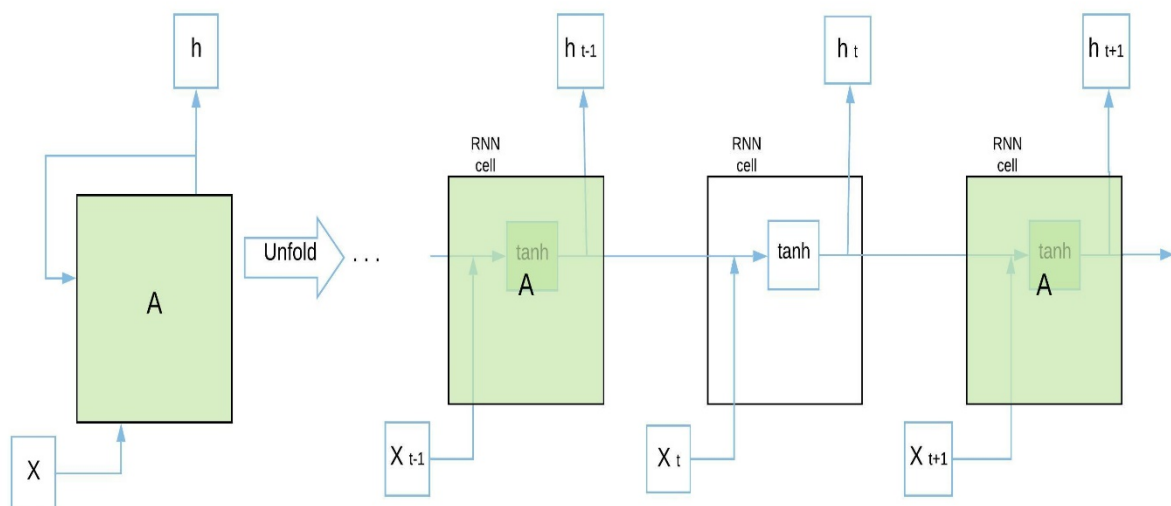 h
h t-1
h t
h t+1
RNN
cell
RNN
cell
RNN
cell
A
Unfold
. . .
tanh
A
tanh
tanh
A
X
X t-1
X t
X t+1